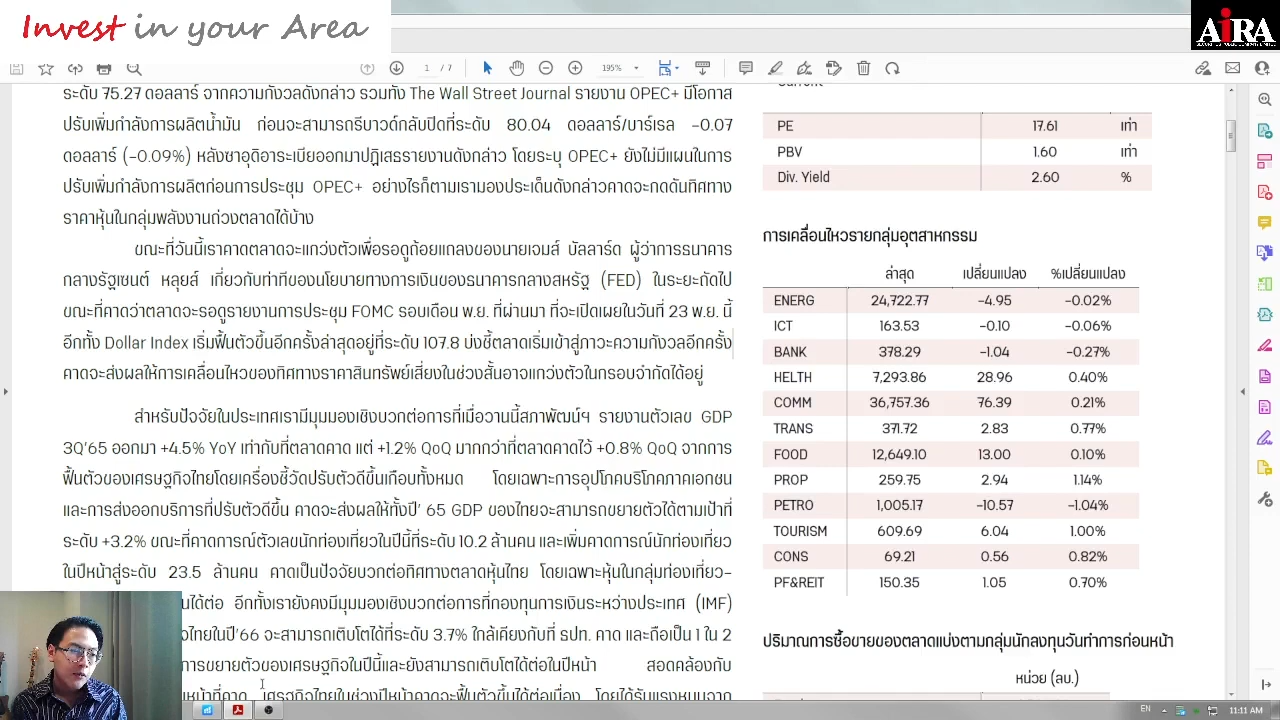 Invest in your Area
AiRA
SECURITIES PUBLIC COMPANY LIMITED
1 / 7
195%
ระดับ 75.27 ดอลลาร์ จากความกังวลดังกล่าว รวมทั้ง The Wall Street Journal รายงาน OPEC+ มีโอกาส
ปรับเพิ่มกำลังการผลิตน้ำมัน ก่อนจะสามารถรีบาวด์กลับปิดที่ระดับ 80.04 ดอลลาร์/บาร์เรล -0.07
ดอลลาร์ (-0.09%) หลังซาอุดิอาระเบียออกมาปฏิเสธรายงานดังกล่าว โดยระบุ OPEC+ ยังไม่มีแผนในการ
ปรับเพิ่มกำลังการผลิตก่อนการประชุม OPEC+ อย่างไรก็ตามเรามองประเด็นดังกล่าวคาดจะกดดันทิศทาง
ราคาหุ้นในกลุ่มพลังงานถ่วงตลาดได้บ้าง
ขณะที่วันนี้เราคาดตลาดจะแกว่งตัวเพื่อรอดูถ้อยแถลงของนายเจมส์ บัลลาร์ด ผู้ว่าการธนาคาร
กลางรัฐเซนต์ หลุยส์ เกี่ยวกับท่าทีของนโยบายทางการเงินของธนาคารกลางสหรัฐ (FED) ในระยะถัดไป
ขณะที่คาดว่าตลาดจะรอดูรายงานการประชุม FOMC รอบเดือน พ.ย. ที่ผ่านมา ที่จะเปิดเผยในวันที่ 23 พ.ย. นี้
อีกทั้ง Dollar Index เริ่มฟื้นตัวขึ้นอีกครั้งล่าสุดอยู่ที่ระดับ 107.8 บ่งชี้ตลาดเริ่มเข้าสู่ภาวะความกังวลอีกครั้ง
คาดจะส่งผลให้การเคลื่อนไหวของทิศทางราคาสินทรัพย์เสี่ยงในช่วงสั้นอาจแกว่งตัวในกรอบจำกัดได้อยู่
สำหรับปัจจัยในประเทศเรามีมุมมองเชิงบวกต่อการที่เมื่อวานนี้สภาพัฒน์ฯ รายงานตัวเลข GDP
3Q'65 ออกมา +4.5% YoY เท่ากับที่ตลาดคาด แต่ +1.2% QoQ มากกว่าที่ตลาดคาดไว้ +0.8% QoQ จากการ
ฟื้นตัวของเศรษฐกิจไทยโดยเครื่องชี้วัดปรับตัวดีขึ้นเกือบทั้งหมด โดยเฉพาะการอุปโภคบริโภคภาคเอกชน
และการส่งออกบริการที่ปรับตัวดีขึ้น คาดจะส่งผลให้ทั้งปี' 65 GDP ของไทยจะสามารถขยายตัวได้ตามเป้าที่
ระดับ +3.2% ขณะที่คาดการณ์ตัวเลขนักท่องเที่ยวในปีนี้ที่ระดับ 10.2 ล้านคน และเพิ่มคาดการณ์นักท่องเที่ยว
ในปีหน้าสู่ระดับ 23.5 ล้านคน คาดเป็นปัจจัยบวกต่อทิศทางตลาดหุ้นไทย โดยเฉพาะหุ้นในกลุ่มท่องเที่ยว-
นได้ต่อ อีกทั้งเรายังคงมีมุมมองเชิงบวกต่อการที่กองทุนการเงินระหว่างประเทศ (IMF)
จไทยในปี'66 จะสามารถเติบโตได้ที่ระดับ 3.7% ใกล้เคียงกับที่ ธปท. คาด และถือเป็น 1 ใน 2
การขยายตัวของเศรษฐกิจในปีนี้และยังสามารถเติบโตได้ต่อในปีหน้า สอดคล้องกับ
หน้าที่คาด เศรษฐกิจไทยในช่วงปีหน้าคาดจะฟื้นตัวขึ้นได้ต่อเนื่อง โดยได้รับแรงหนุนจาก
Current
PE 17.61 เท่า
PBV 1.60 เท่า
Div. Yield 2.60 %
การเคลื่อนไหวรายกลุ่มอุตสาหกรรม
ล่าสุด เปลี่ยนแปลง %เปลี่ยนแปลง
ENERG 24,722.77 -4.95 -0.02%
ICT 163.53 -0.10 -0.06%
BANK 378.29 -1.04 -0.27%
HELTH 7,293.86 28.96 0.40%
COMM 36,757.36 76.39 0.21%
TRANS 371.72 2.83 0.77%
FOOD 12,649.10 13.00 0.10%
PROP 259.75 2.94 1.14%
PETRO 1,005.17 -10.57 -1.04%
TOURISM 609.69 6.04 1.00%
CONS 69.21 0.56 0.82%
PF&REIT 150.35 1.05 0.70%
ปริมาณการซื้อขายของตลาดแบ่งตามกลุ่มนักลงทุนวันทำการก่อนหน้า
หน่วย (ลบ.)
EN 11:11 AM